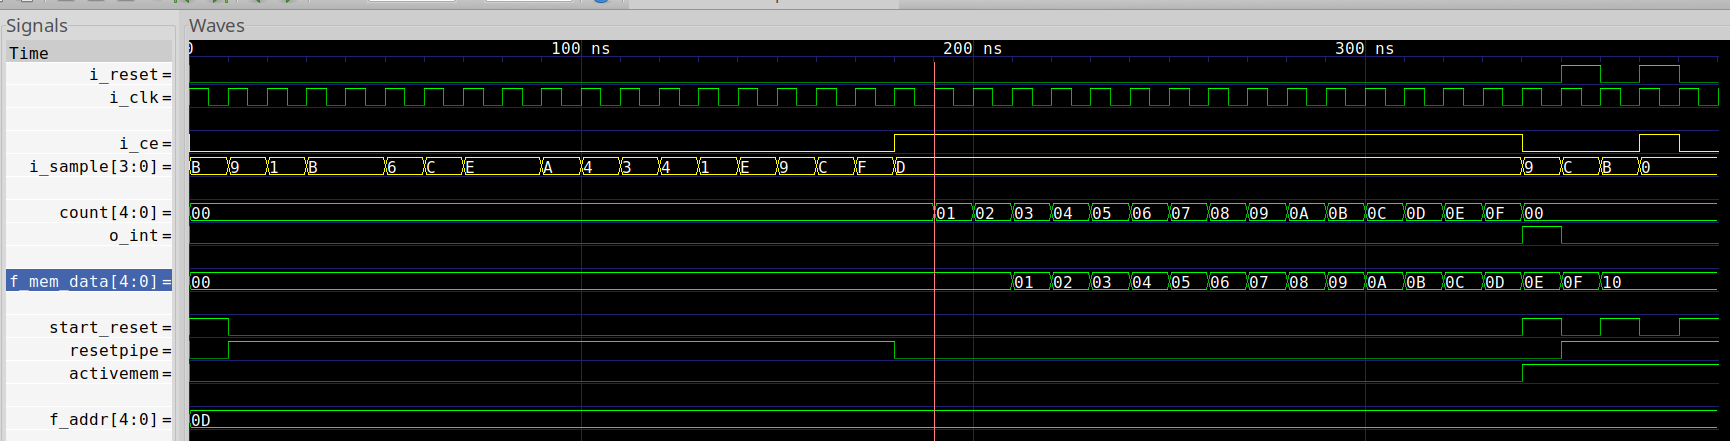 Signals
Waves
Time
0 100 ns 200 ns 300 ns
i_reset =
i_clk =
i_ce =
i_sample[3:0] = B 9 1 B 6 C E A 4 3 4 1 E 9 C F D 9 C B 0
count[4:0] = 00 01 02 03 04 05 06 07 08 09 0A 0B 0C 0D 0E 0F 00
o_int =
f_mem_data[4:0] = 00 01 02 03 04 05 06 07 08 09 0A 0B 0C 0D 0E 0F 10
start_reset =
resetpipe =
activemem =
f_addr[4:0] = 0D